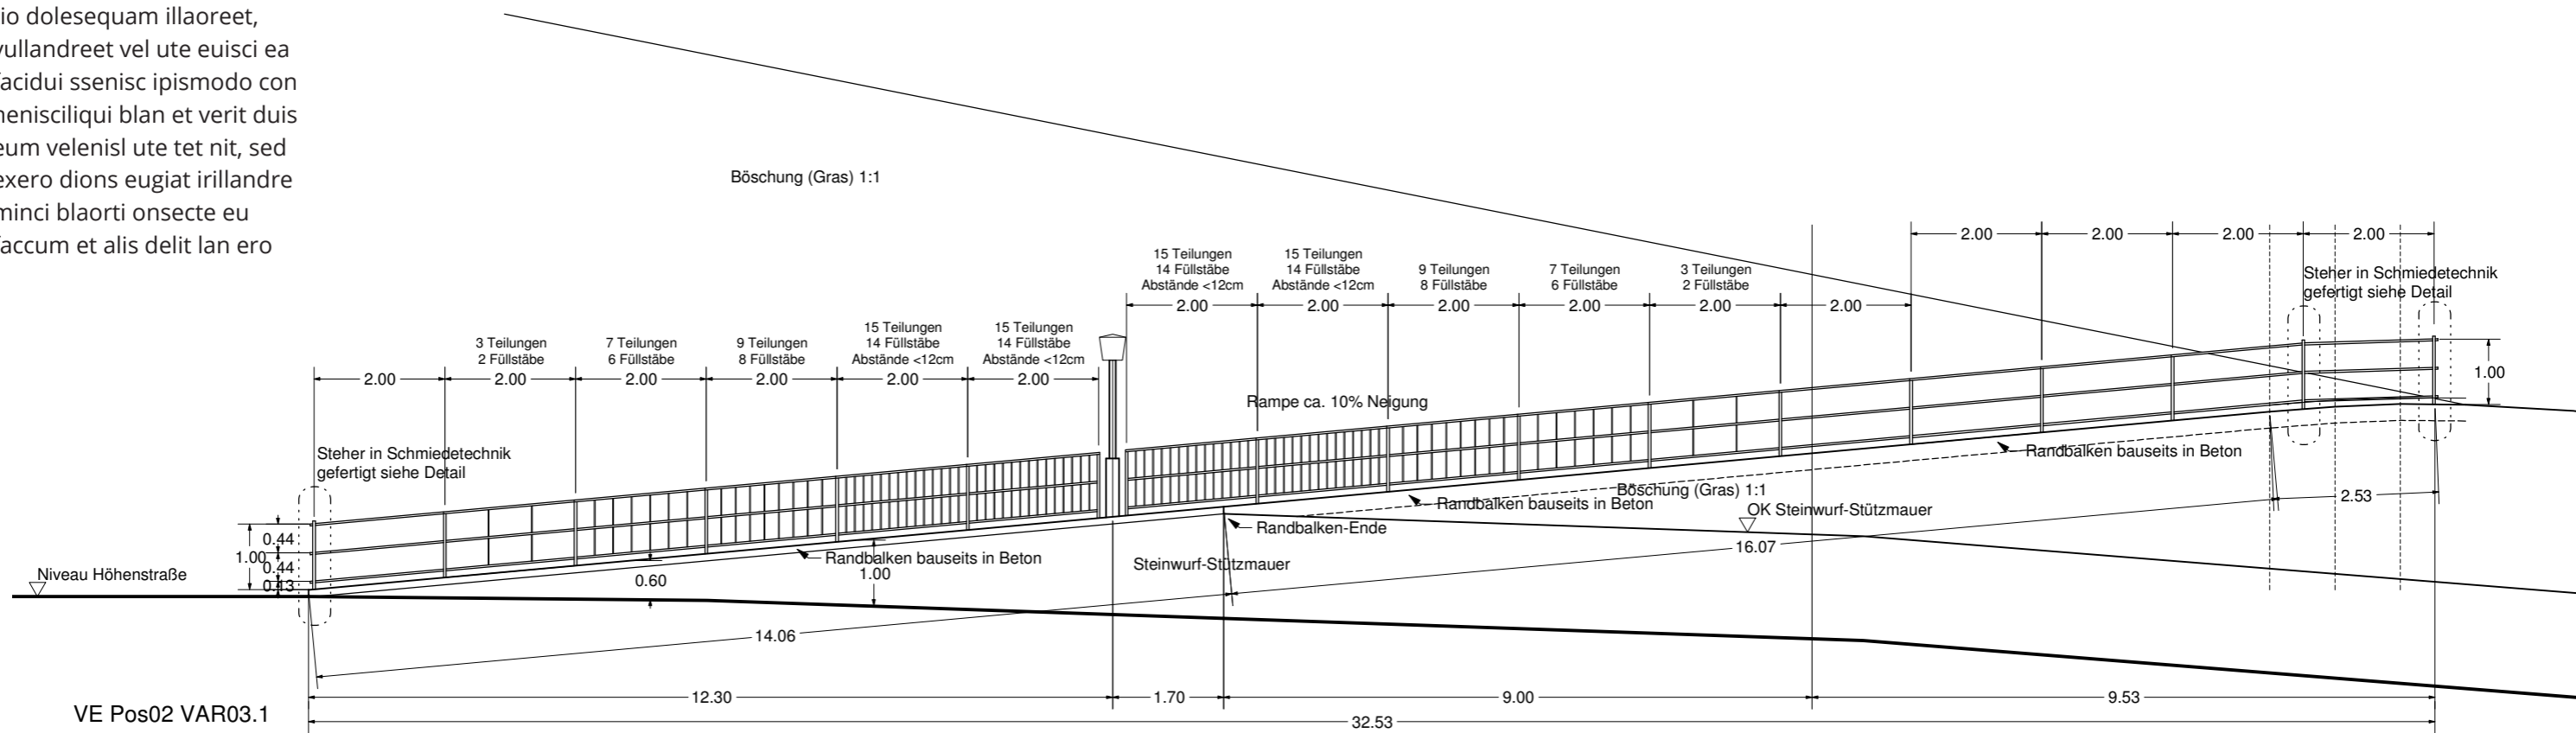 io dolesequam illaoreet,
vullandreet vel ute euisci ea
facidui ssenisc ipismodo con
henisciliqui blan et verit duis
eum velenisl ute tet nit, sed
exero dions eugiat irillandre
minci blaorti onsecte eu
faccum et alis delit lan ero
Böschung (Gras) 1:1
2.00
2.00
2.00
2.00
Steher in Schmiedetechnik
gefertigt siehe Detail
15 Teilungen
14 Füllstäbe
Abstände <12cm
2.00
15 Teilungen
14 Füllstäbe
Abstände <12cm
2.00
9 Teilungen
8 Füllstäbe
2.00
7 Teilungen
6 Füllstäbe
2.00
3 Teilungen
2 Füllstäbe
2.00
2.00
2.00
3 Teilungen
2 Füllstäbe
2.00
7 Teilungen
6 Füllstäbe
2.00
9 Teilungen
8 Füllstäbe
2.00
15 Teilungen
14 Füllstäbe
Abstände <12cm
2.00
15 Teilungen
14 Füllstäbe
Abstände <12cm
2.00
1.00
Rampe ca. 10% Neigung
Steher in Schmiedetechnik
gefertigt siehe Detail
Randbalken bauseits in Beton
Böschung (Gras) 1:1
2.53
Randbalken bauseits in Beton
OK Steinwurf-Stützmauer
Randbalken-Ende
0.44
1.00
0.44
0.13
16.07
Randbalken bauseits in Beton
Steinwurf-Stützmauer
Niveau Höhenstraße
0.60
1.00
14.06
12.30
1.70
9.00
9.53
VE Pos02 VAR03.1
32.53